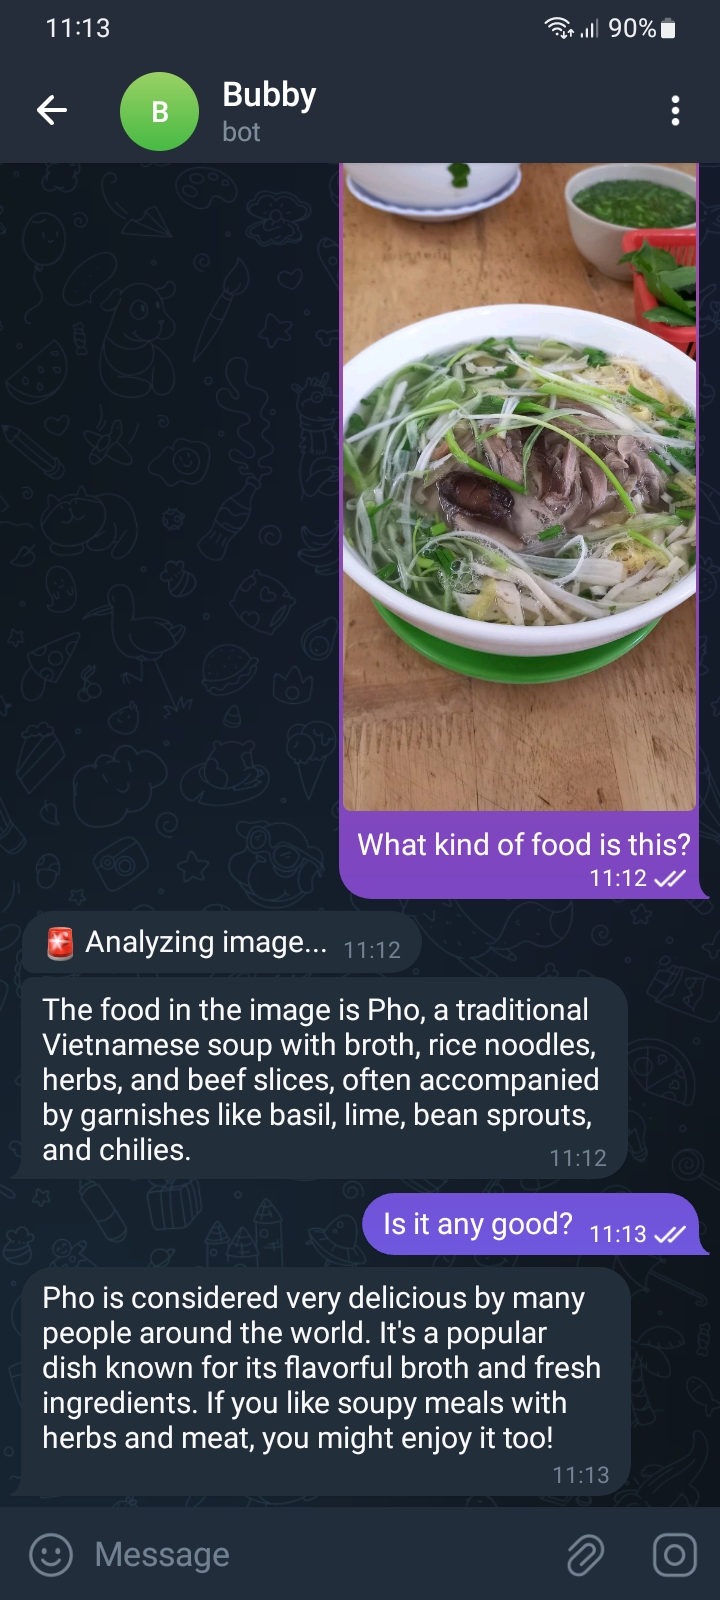 11:13
90%
B
Bubby
bot
What kind of food is this?
11:12
🚨 Analyzing image... 11:12
The food in the image is Pho, a traditional
Vietnamese soup with broth, rice noodles,
herbs, and beef slices, often accompanied
by garnishes like basil, lime, bean sprouts,
and chilies.
11:12
Is it any good? 11:13
Pho is considered very delicious by many
people around the world. It's a popular
dish known for its flavorful broth and fresh
ingredients. If you like soupy meals with
herbs and meat, you might enjoy it too!
11:13
Message